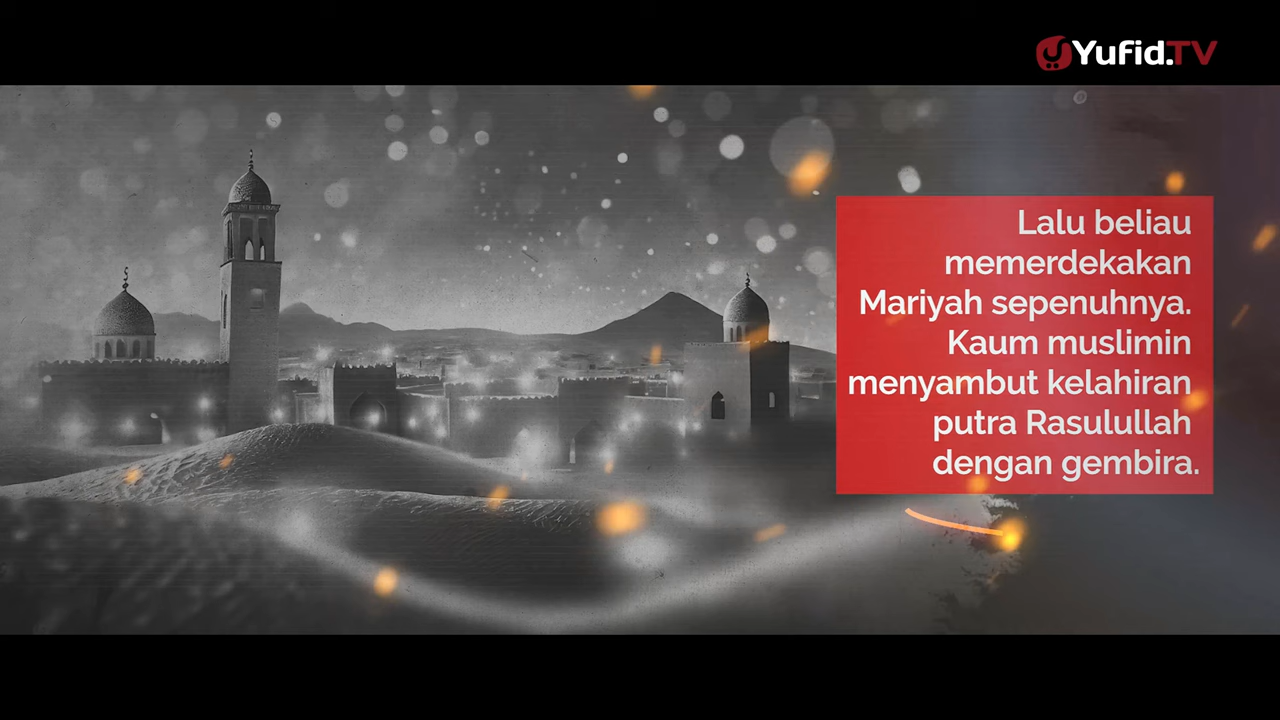 Yufid.TV
Lalu beliau
memerdekakan
Mariyah sepenuhnya.
Kaum muslimin
menyambut kelahiran
putra Rasulullah
dengan gembira.